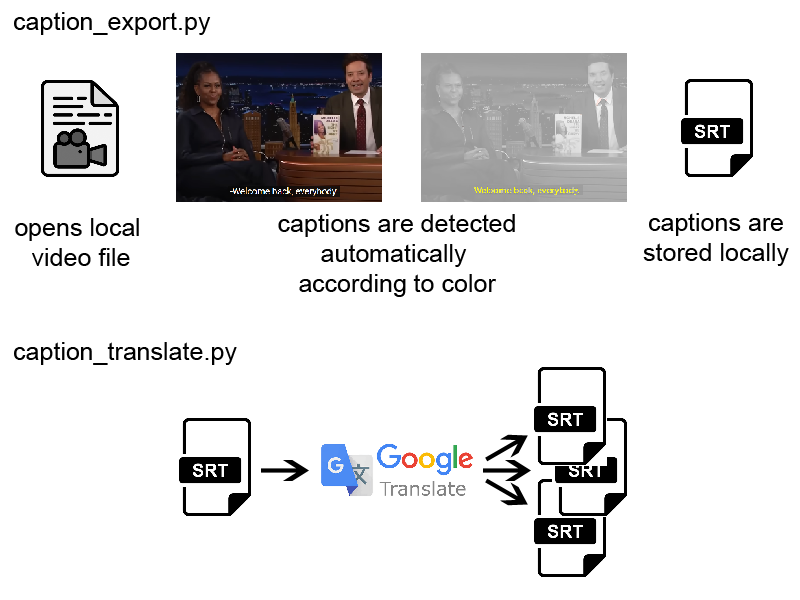 caption_export.py
-Welcome back, everybody
Welcome back, everybody.
SRT
opens local
video file
captions are detected
automatically
according to color
captions are
stored locally
caption_translate.py
SRT
G
文
Google
Translate
SRT
SRT
SRT